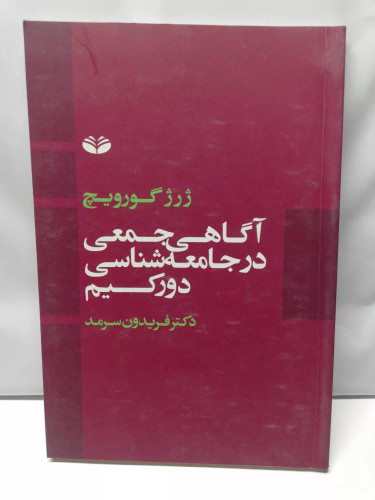 ژرژ گورویچ
آگاهی جمعی
در جامعه‌شناسی
دورکیم
دکتر فریدون سرمد